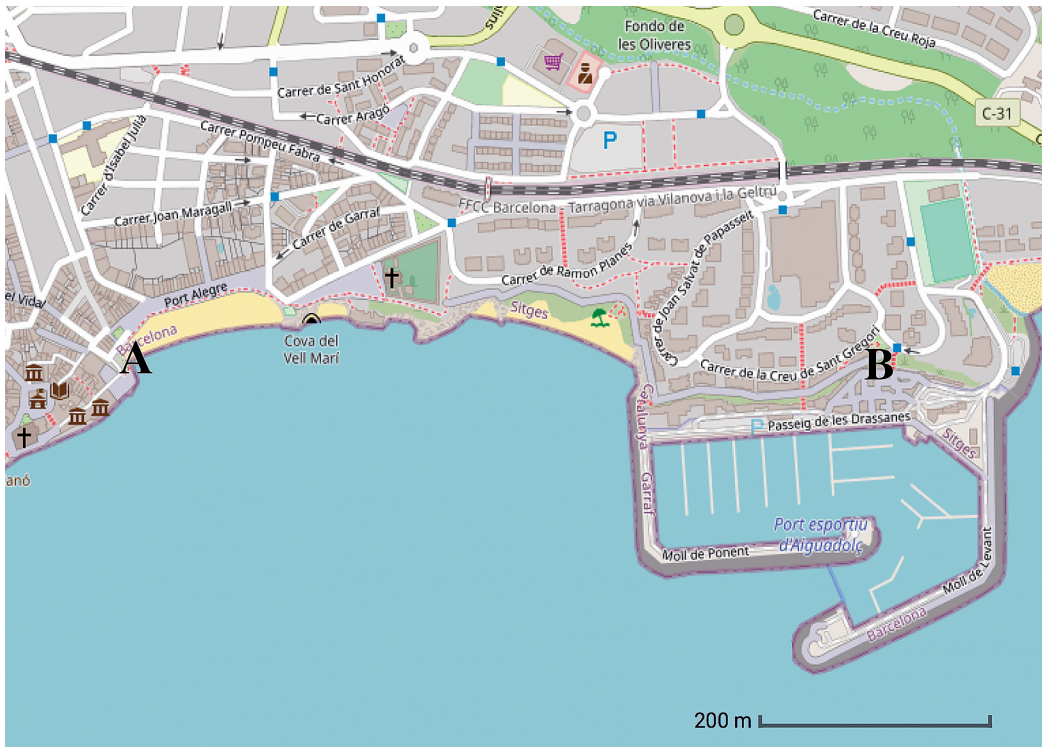 Carrer de la Creu Roja
Fondo de
les Oliveres
C-31
Carrer de Sant Honorat
Carrer Aragó
Carrer Pompeu Fabra
Carrer d'Isabel Julià
Carrer Joan Maragall
Carrer de Garraf
P
FFCC Barcelona - Tarragona via Vilanova i la Geltrú
Carrer de Ramon Planes
Carrer de Joan Salvat de Papasseit
el Vidal
Port Alegre
Barcelona
Sitges
Cova del
Vell Marí
A
B
Carrer de la Creu de Sant Gregori
Catalunya
Garraf
P
Passeig de les Drassanes
Sitges
anó
Port esportiu
d'Aiguadolç
Moll de Ponent
Moll de Levant
Barcelona
200 m